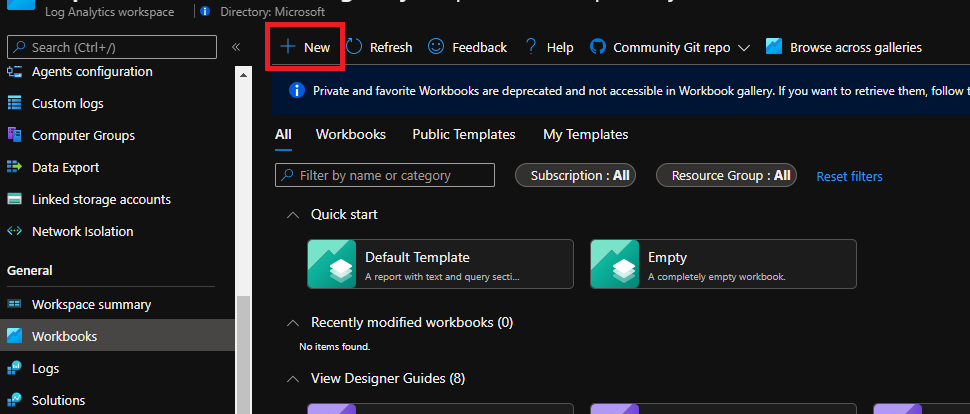 Log Analytics workspace
Directory: Microsoft
Search (Ctrl+/)
«
New
Refresh
Feedback
Help
Community Git repo
Browse across galleries
Agents configuration
Custom logs
Computer Groups
Data Export
Linked storage accounts
Network Isolation
General
Workspace summary
Workbooks
Logs
Solutions
Private and favorite Workbooks are deprecated and not accessible in Workbook gallery. If you want to retrieve them, follow
All Workbooks Public Templates My Templates
Filter by name or category
Subscription : All
Resource Group : All
Reset filters
Quick start
Default Template
A report with text and query secti...
Empty
A completely empty workbook.
Recently modified workbooks (0)
No items found.
View Designer Guides (8)